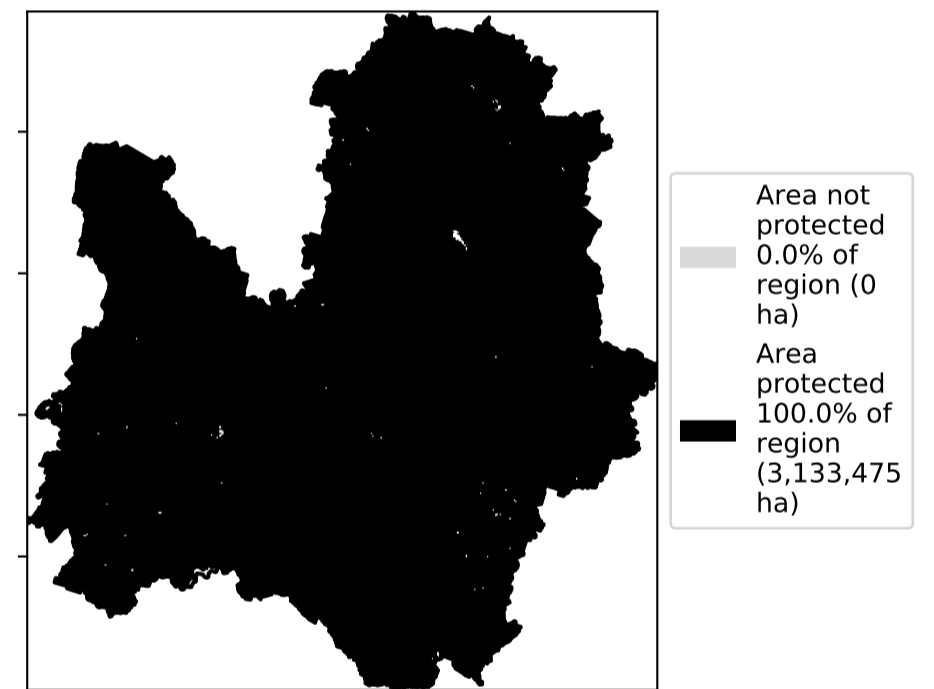 Area not
protected
0.0% of
region (0
ha)
Area
protected
100.0% of
region
(3,133,475
ha)